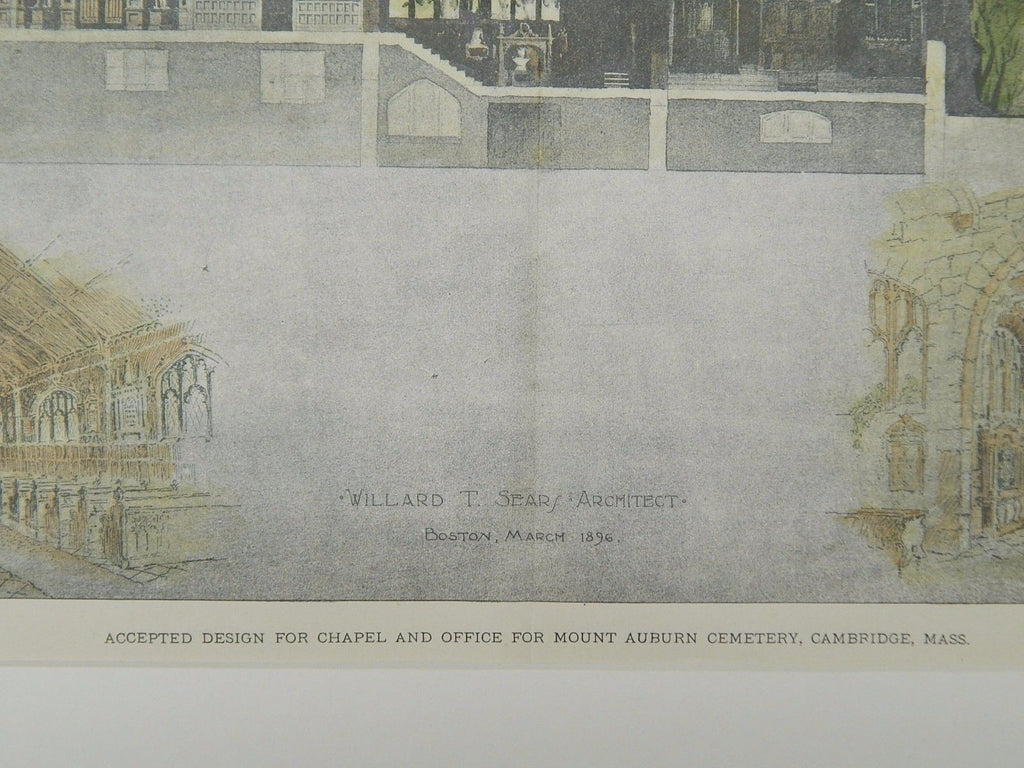 ·WILLARD T. SEARS·ARCHITECT·
BOSTON, MARCH 1896.
ACCEPTED DESIGN FOR CHAPEL AND OFFICE FOR MOUNT AUBURN CEMETERY, CAMBRIDGE, MASS.